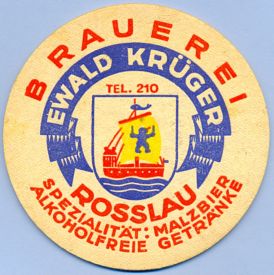 BRAUEREI
EWALD KRÜGER
TEL. 210
ROSSLAU
SPEZIALITÄT: MALZBIER
ALKOHOLFREIE GETRÄNKE